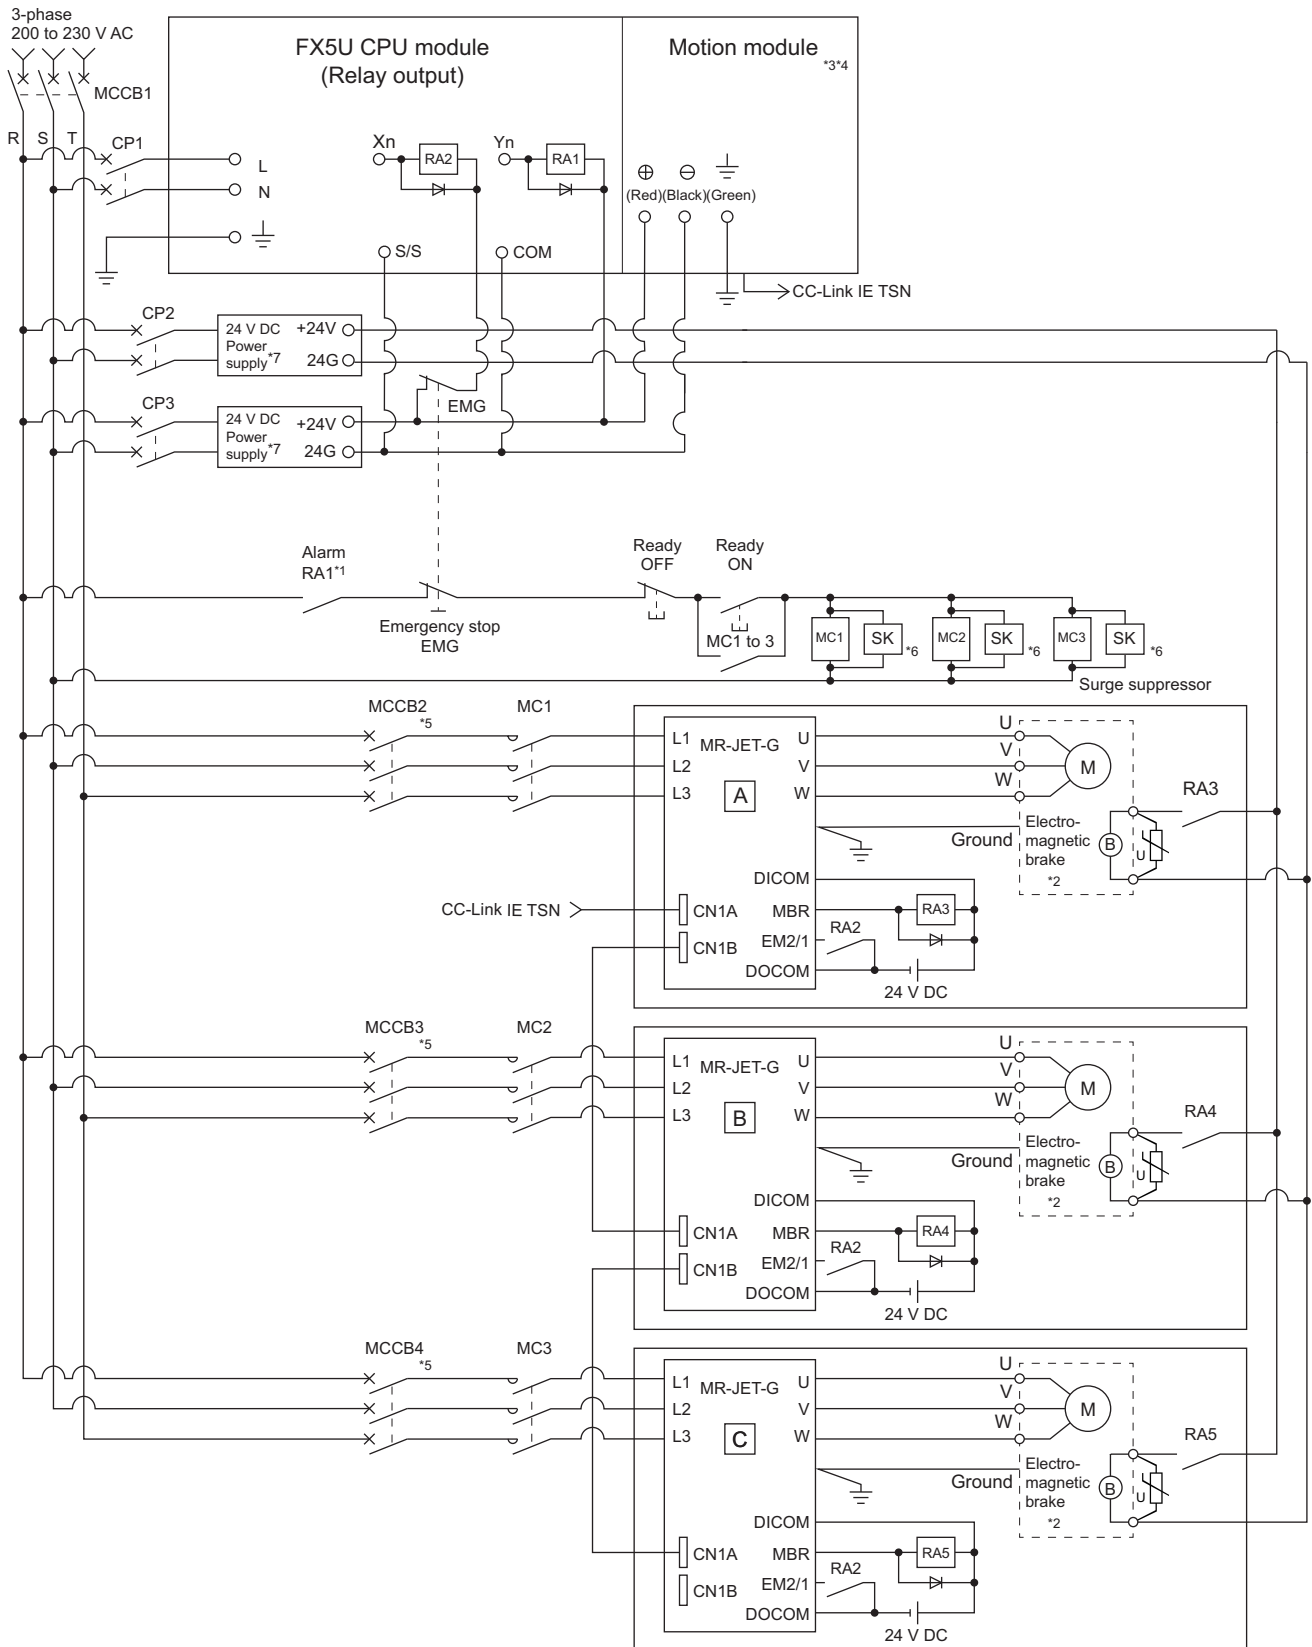 3-phase
200 to 230 V AC
MCCB1
R S T
CP1
FX5U CPU module
(Relay output)
Motion module
*3*4
L
N
Xn
RA2
Yn
RA1
(Red)(Black)(Green)
S/S
COM
CC-Link IE TSN
CP2
24 V DC
Power
supply*7
+24V
24G
CP3
24 V DC
Power
supply*7
+24V
24G
EMG
Alarm
RA1*1
Emergency stop
EMG
Ready
OFF
Ready
ON
MC1 to 3
MC1
SK
*6
MC2
SK
*6
MC3
SK
*6
Surge suppressor
MCCB2
*5
MC1
L1
L2
L3
MR-JET-G
A
U
V
W
U
V
W
M
RA3
Ground
Electro-
magnetic
brake
*2
B
U
DICOM
MBR
EM2/1
DOCOM
RA3
RA2
24 V DC
CC-Link IE TSN
CN1A
CN1B
MCCB3
*5
MC2
L1
L2
L3
MR-JET-G
B
U
V
W
U
V
W
M
RA4
Ground
Electro-
magnetic
brake
*2
B
U
DICOM
MBR
EM2/1
DOCOM
RA4
RA2
24 V DC
CN1A
CN1B
MCCB4
*5
MC3
L1
L2
L3
MR-JET-G
C
U
V
W
U
V
W
M
RA5
Ground
Electro-
magnetic
brake
*2
B
U
DICOM
MBR
EM2/1
DOCOM
RA5
RA2
24 V DC
CN1A
CN1B